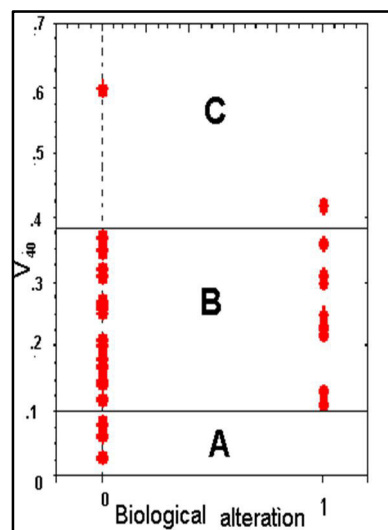 .7
.6
C
.5
.4
V40
.3
B
.2
.1
A
0
0 1
Biological alteration